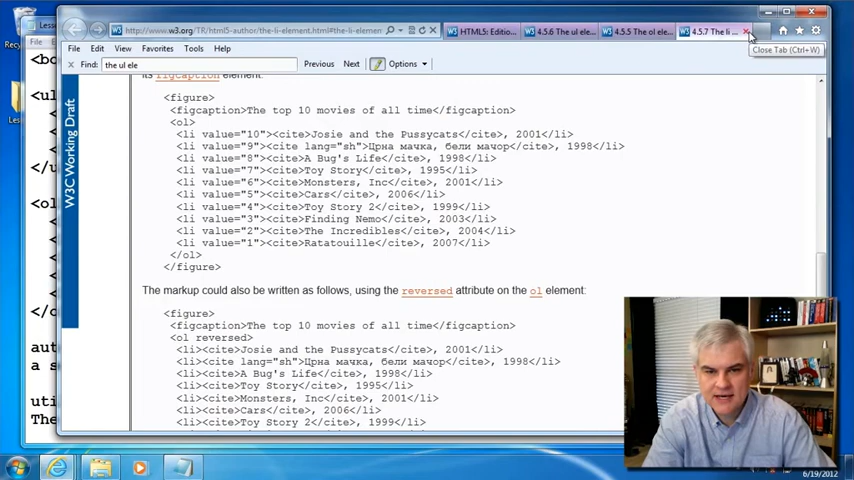 Recy
Less
Lesse
File
<bo
<ul
</u
<ol
</o
aut
a s
uti
The
http://www.w3.org/TR/html5-author/the-li-element.html#the-li-elemen
HTML5: Editio...
4.5.6 The ul ele...
4.5.5 The ol ele...
4.5.7 The li ...
Close Tab (Ctrl+W)
File Edit View Favorites Tools Help
Find: the ul ele Previous Next Options
W3C Working Draft
its figcaption element:
<figure>
<figcaption>The top 10 movies of all time</figcaption>
<ol>
<li value="10"><cite>Josie and the Pussycats</cite>, 2001</li>
<li value="9"><cite lang="sh">Црна мачка, бели мачор</cite>, 1998</li>
<li value="8"><cite>A Bug's Life</cite>, 1998</li>
<li value="7"><cite>Toy Story</cite>, 1995</li>
<li value="6"><cite>Monsters, Inc</cite>, 2001</li>
<li value="5"><cite>Cars</cite>, 2006</li>
<li value="4"><cite>Toy Story 2</cite>, 1999</li>
<li value="3"><cite>Finding Nemo</cite>, 2003</li>
<li value="2"><cite>The Incredibles</cite>, 2004</li>
<li value="1"><cite>Ratatouille</cite>, 2007</li>
</ol>
</figure>
The markup could also be written as follows, using the reversed attribute on the ol element:
<figure>
<figcaption>The top 10 movies of all time</figcaption>
<ol reversed>
<li><cite>Josie and the Pussycats</cite>, 2001</li>
<li><cite lang="sh">Црна мачка, бели мачор</cite>, 1998</li>
<li><cite>A Bug's Life</cite>, 1998</li>
<li><cite>Toy Story</cite>, 1995</li>
<li><cite>Monsters, Inc</cite>, 2001</li>
<li><cite>Cars</cite>, 2006</li>
<li><cite>Toy Story 2</cite>, 1999</li>
6/19/2012